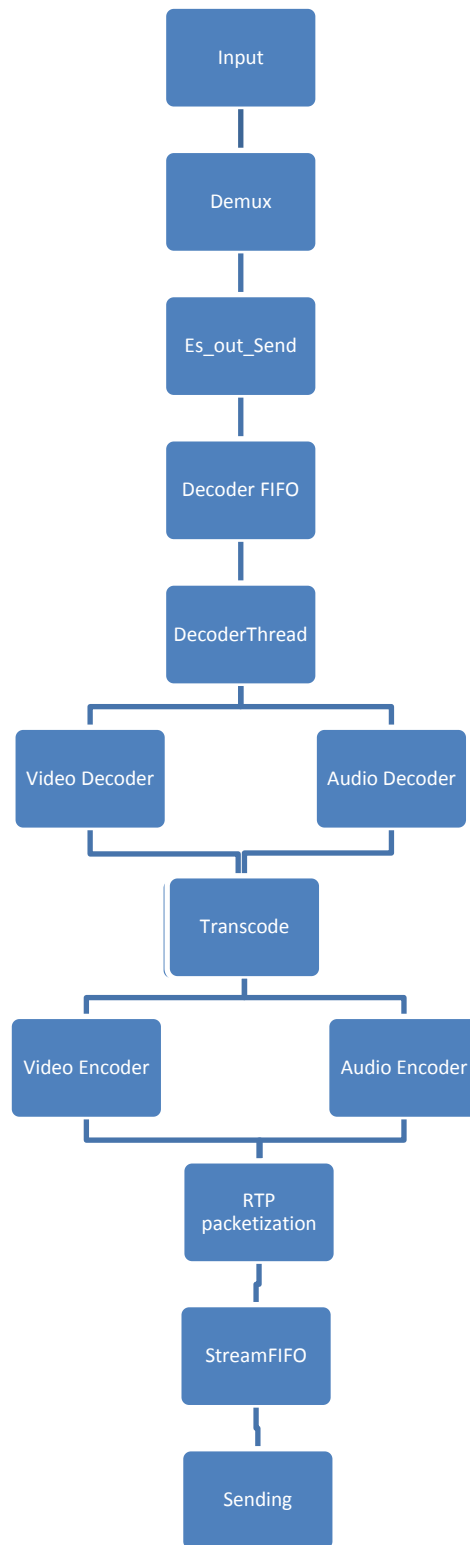 Input
Demux
Es_out_Send
Decoder FIFO
DecoderThread
Video Decoder
Audio Decoder
Transcode
Video Encoder
Audio Encoder
RTP
packetization
StreamFIFO
Sending